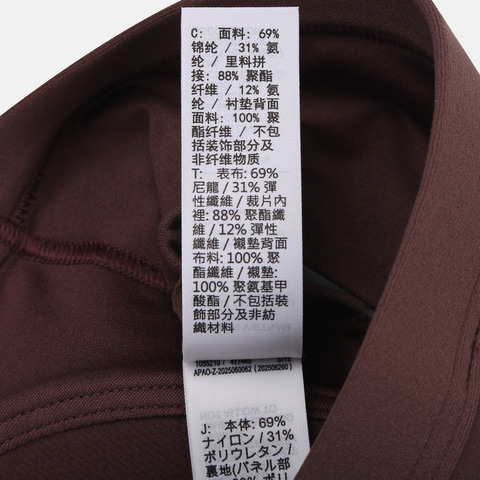 C: 面料: 69%
锦纶 / 31% 氨
纶 / 里料拼
接: 88% 聚酯
纤维 / 12% 氨
纶 / 衬垫背面
面料: 100% 聚
酯纤维 / 不包
括装饰部分及
非纤维物质
T: 表布: 69%
尼龍 / 31% 彈
性纖維 / 裁片內
裡: 88% 聚酯纖
維 / 12% 彈性
纖維 / 襯墊背面
布料: 100% 聚
酯纖維 / 襯墊:
100% 聚氨基甲
酸酯 / 不包括裝
飾部分及非紡
織材料
APAO-Z-2025060062 (202506260)
J: 本体: 69%
ナイロン / 31%
ポリウレタン /
裏地(パネル部